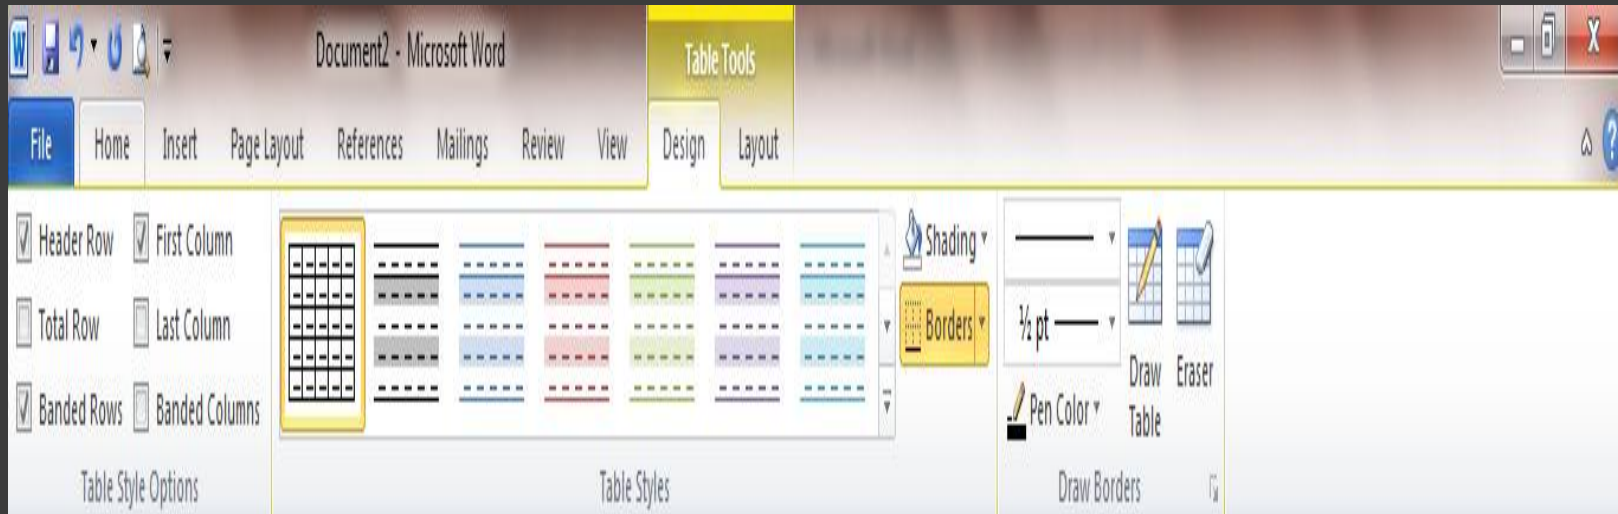 W
Document2 - Microsoft Word
Table Tools
File Home Insert Page Layout References Mailings Review View Design Layout
?
Header Row First Column
Total Row Last Column
Banded Rows Banded Columns
Table Style Options
Table Styles
Shading
Borders
½ pt
Pen Color
Draw Table
Eraser
Draw Borders